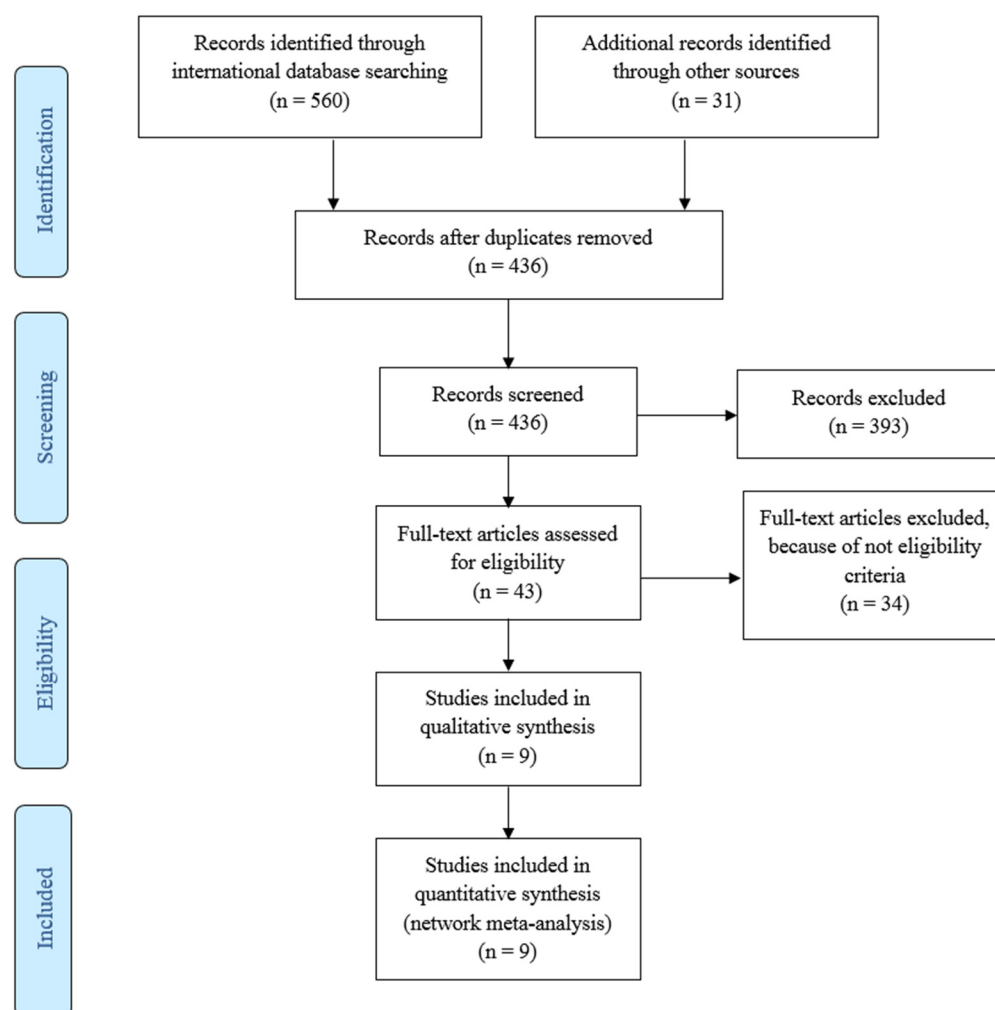 Identification
Records identified through
international database searching
(n = 560)
Additional records identified
through other sources
(n = 31)
Records after duplicates removed
(n = 436)
Screening
Records screened
(n = 436)
Records excluded
(n = 393)
Full-text articles assessed
for eligibility
(n = 43)
Full-text articles excluded,
because of not eligibility
criteria
(n = 34)
Eligibility
Studies included in
qualitative synthesis
(n = 9)
Included
Studies included in
quantitative synthesis
(network meta-analysis)
(n = 9)